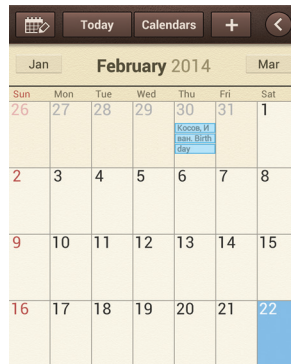 Today Calendars +
Jan February 2014 Mar
Sun Mon Tue Wed Thu Fri Sat
26 27 28 29 30 31 1
Косов, И
ван. Birth
day
2 3 4 5 6 7 8
9 10 11 12 13 14 15
16 17 18 19 20 21 22